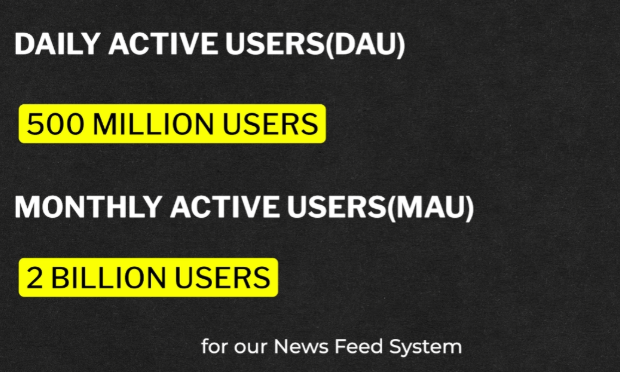 DAILY ACTIVE USERS(DAU)
500 MILLION USERS
MONTHLY ACTIVE USERS(MAU)
2 BILLION USERS
for our News Feed System